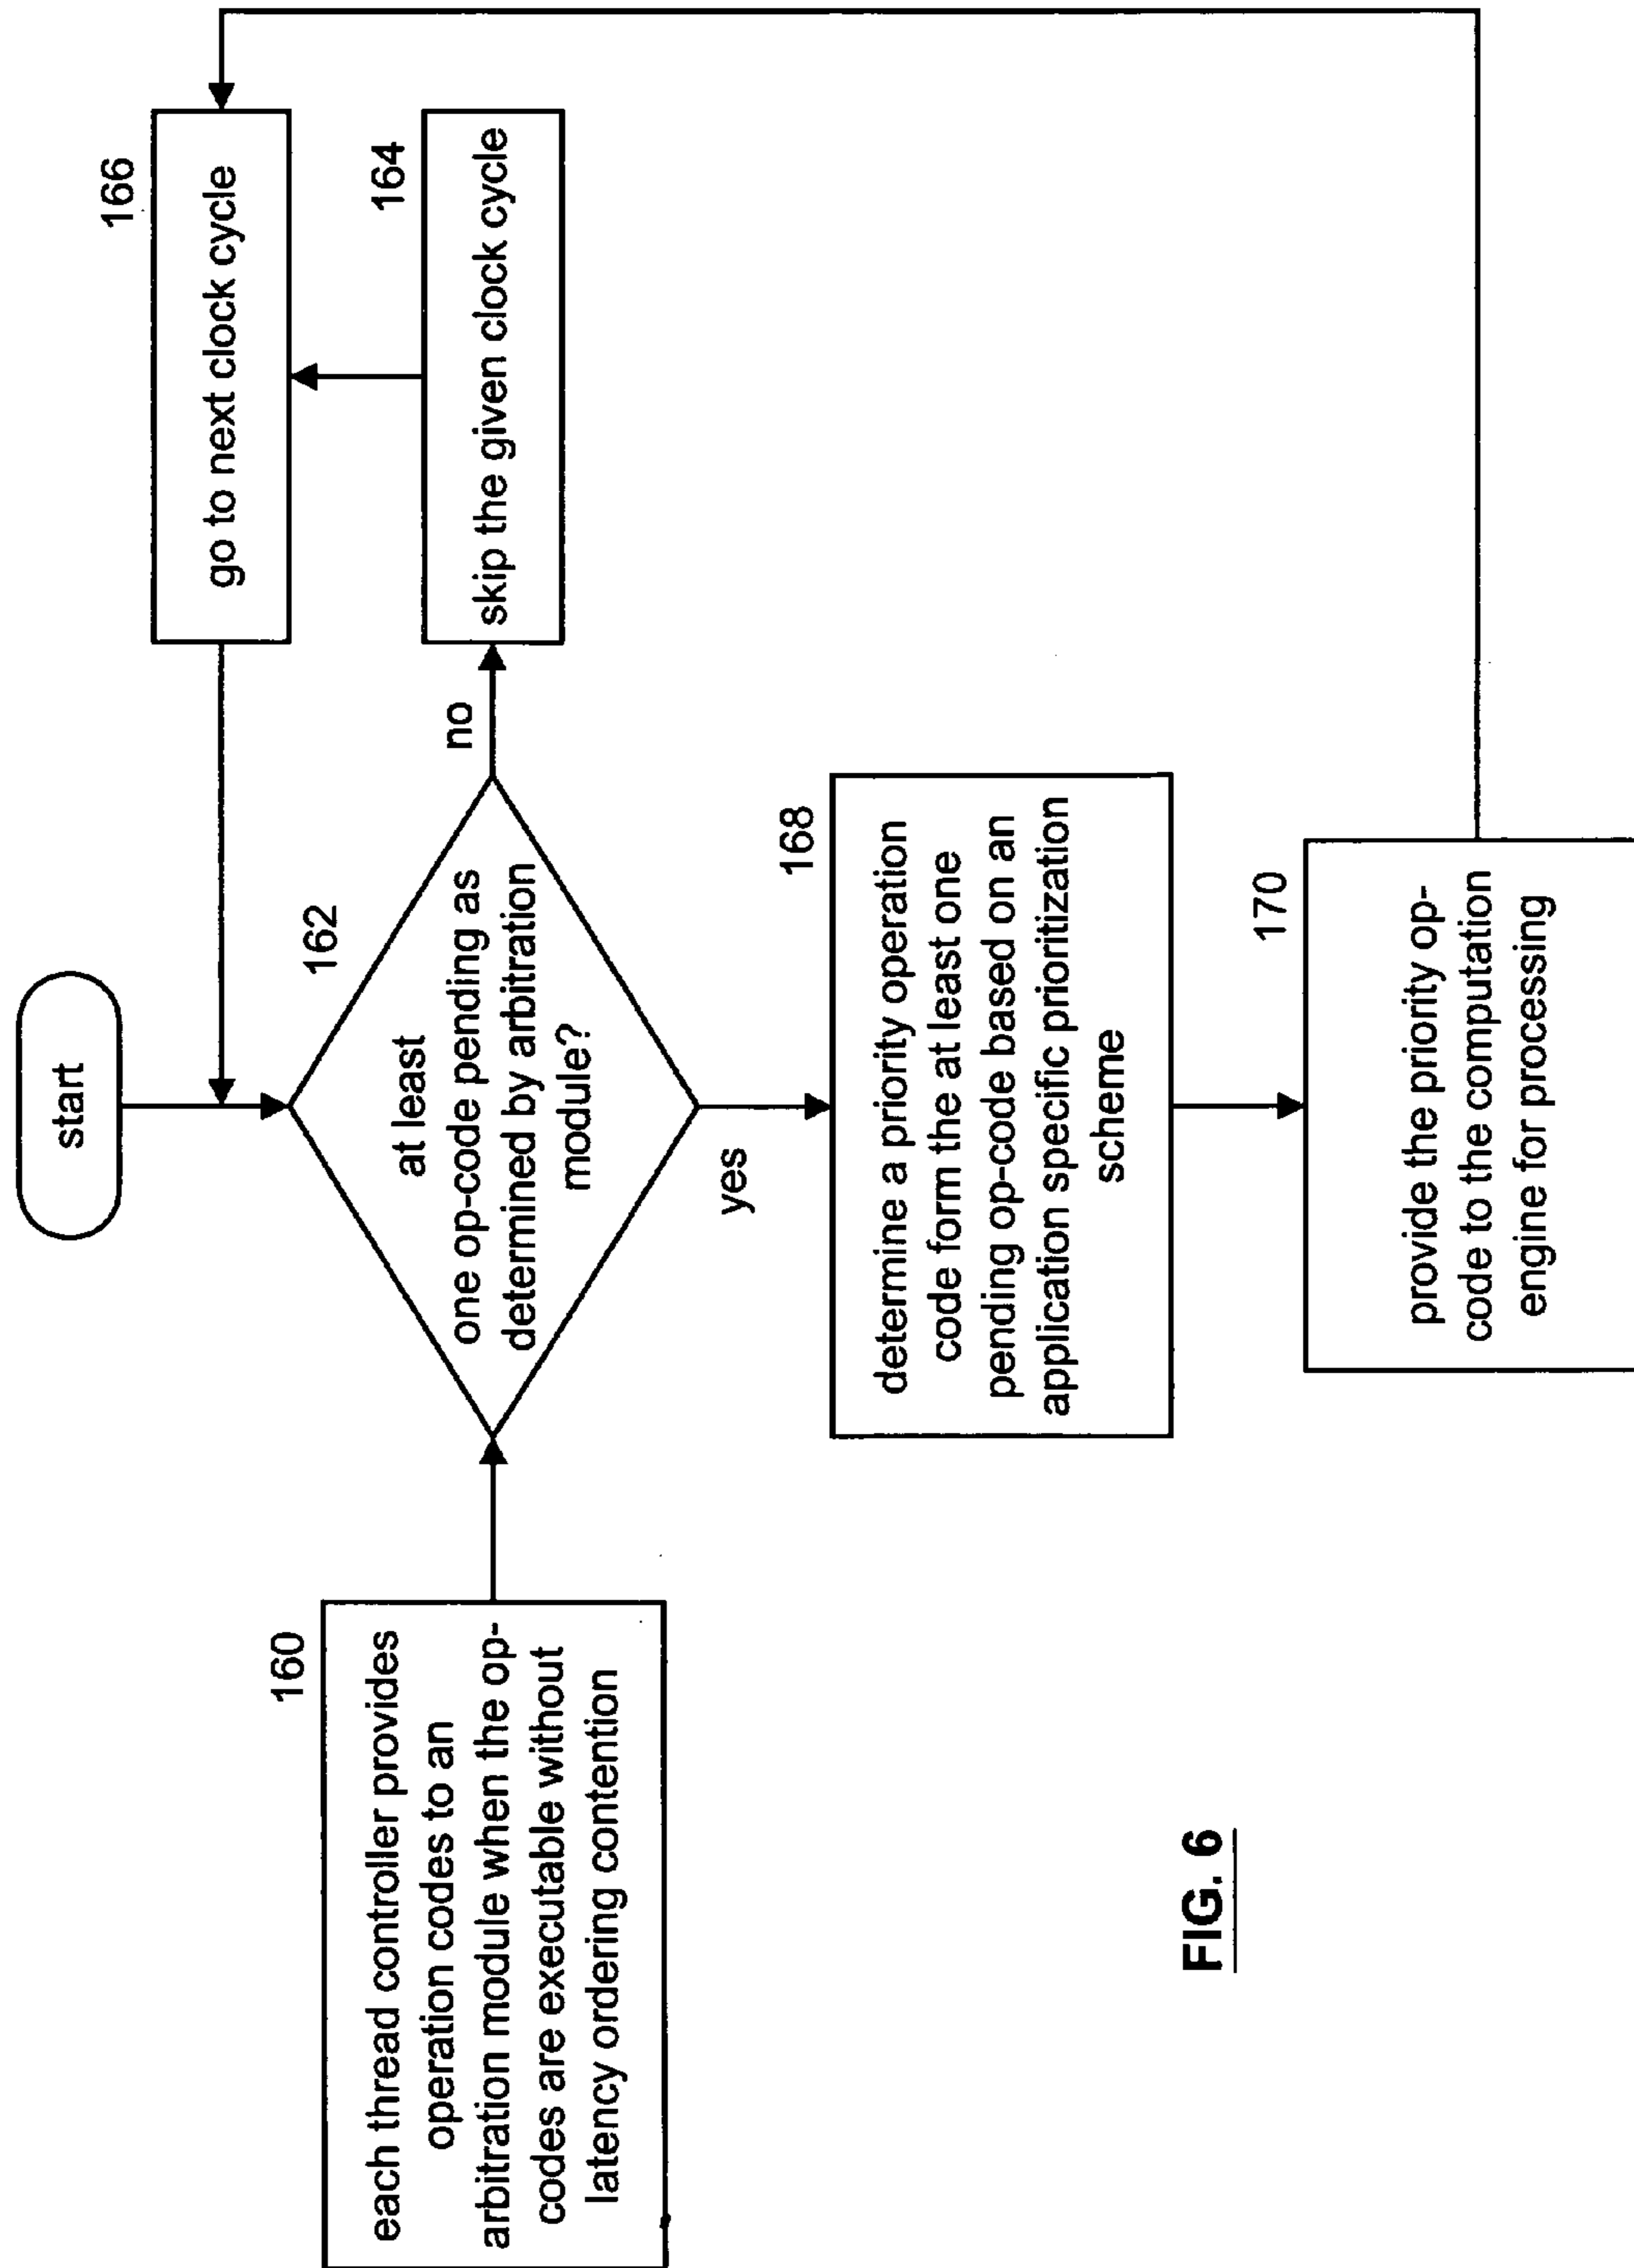 start
166
go to next clock cycle
164
skip the given clock cycle
no
162
at least
one op-code pending as
determined by arbitration
module?
yes
160
each thread controller provides
operation codes to an
arbitration module when the op-
codes are executable without
latency ordering contention
168
determine a priority operation
code form the at least one
pending op-code based on an
application specific prioritization
scheme
170
provide the priority op-
code to the computation
engine for processing
FIG. 6